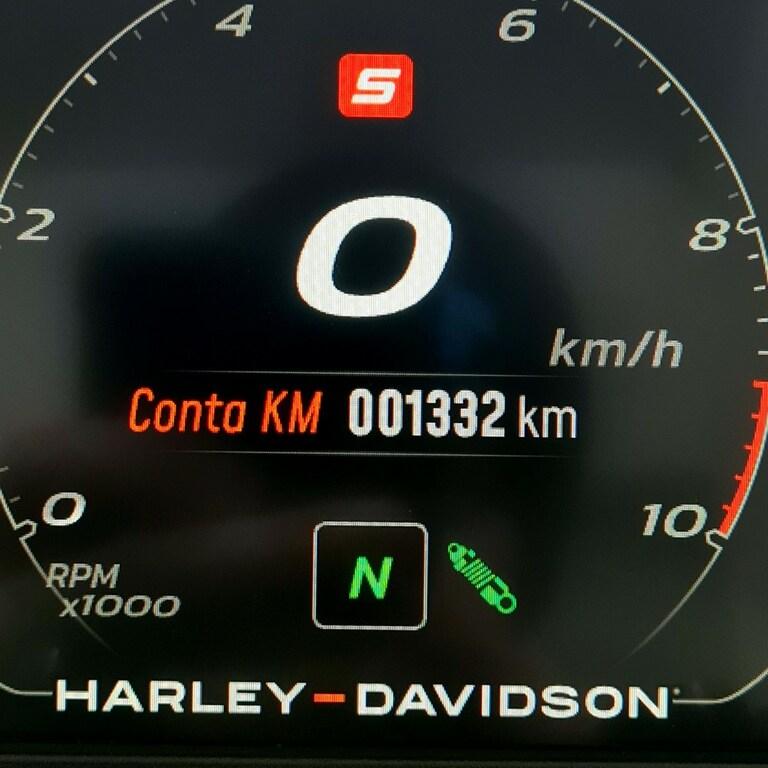 4 6
S
2 0 8
km/h
Conta KM 001332 km
0 10
RPM
x1000
N
HARLEY-DAVIDSON